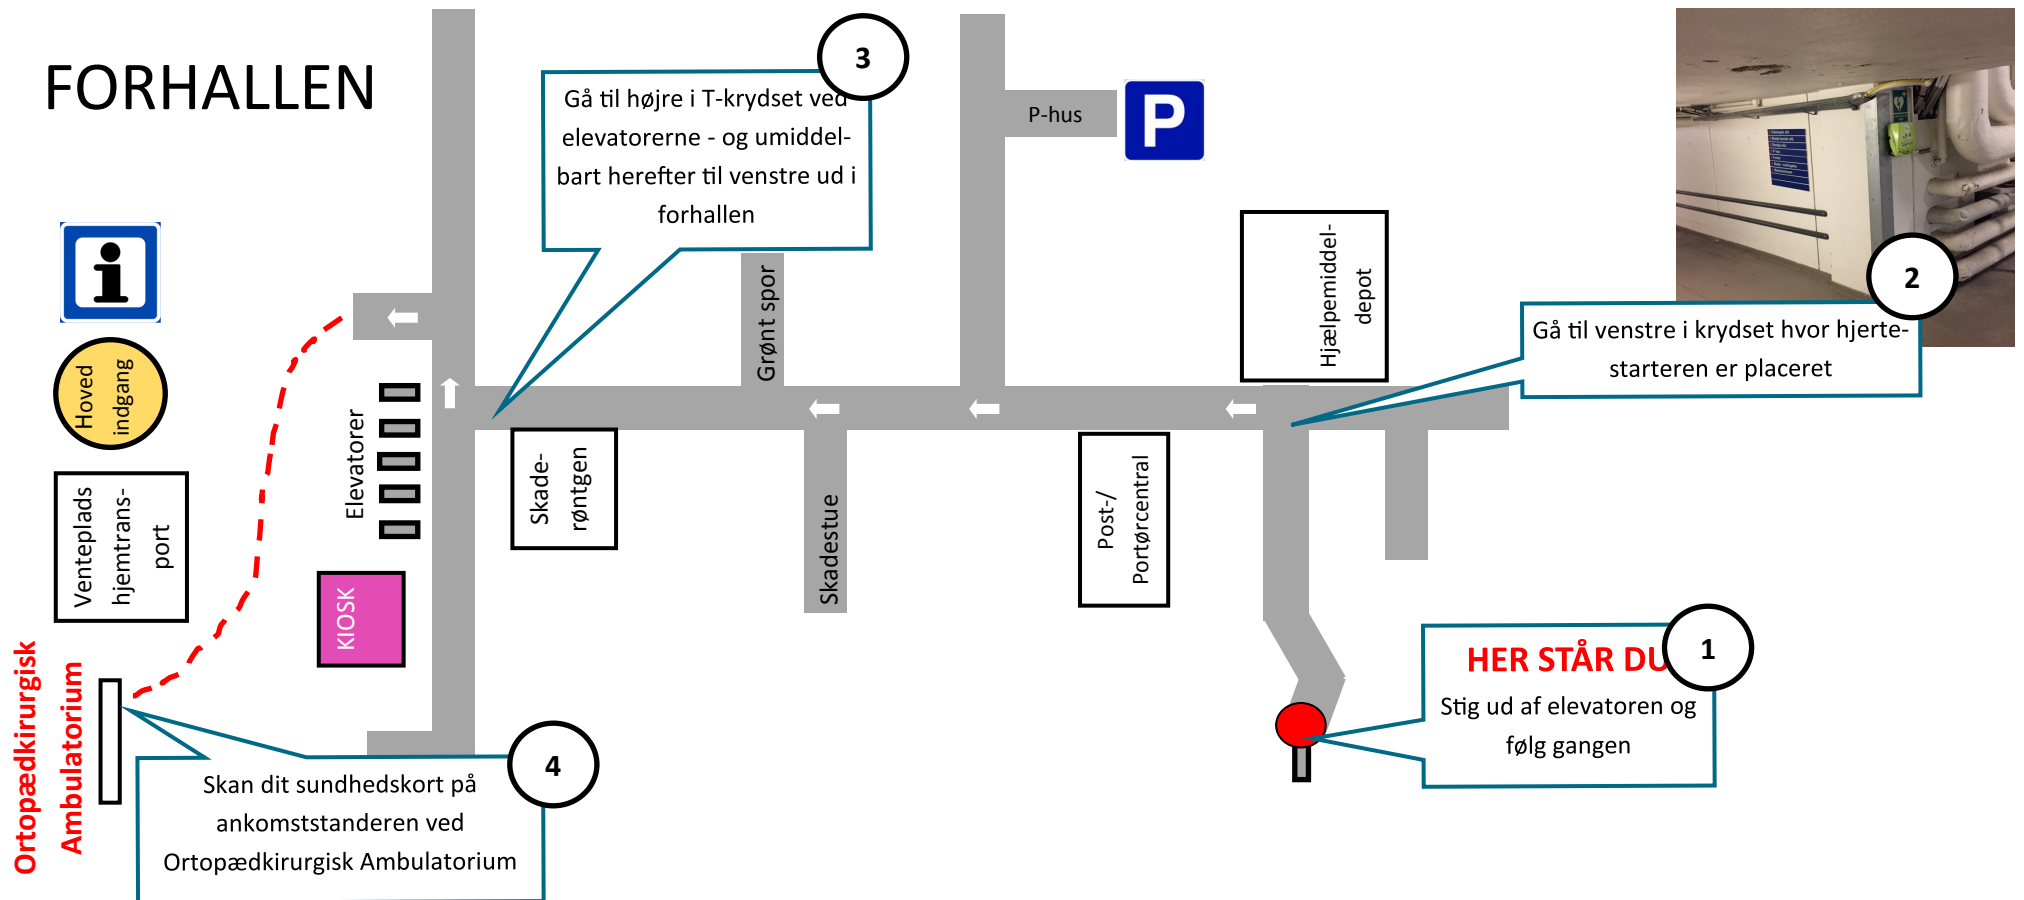 FORHALLEN
3
Gå til højre i T-krydset ved
elevatorerne - og umiddel-
bart herefter til venstre ud i
forhallen
P-hus
P
Hjælpemiddel-
depot
2
Gå til venstre i krydset hvor hjerte-
starteren er placeret
Grønt spor
i
Hoved
indgang
Venteplads
hjemtrans-
port
Elevatorer
KIOSK
Skade-
røntgen
Skadestue
Post-/
Portørcentral
1
HER STÅR DU
Stig ud af elevatoren og
følg gangen
Ortopædkirurgisk
Ambulatorium
4
Skan dit sundhedskort på
ankomststanderen ved
Ortopædkirurgisk Ambulatorium